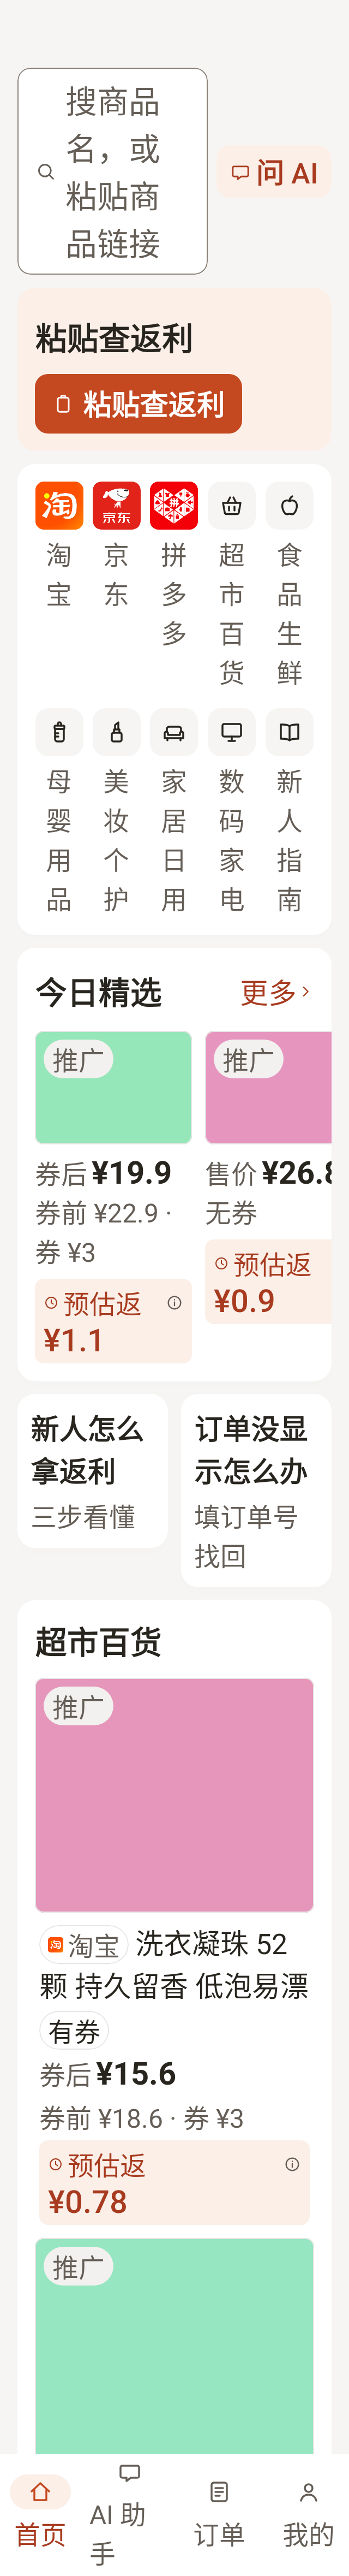 搜商品
名，或
粘贴商
品链接
问 AI
粘贴查返利
粘贴查返利
淘
京东
拼
淘宝
京东
拼多多
超市百货
食品生鲜
母婴用品
美妆个护
家居日用
数码家电
新人指南
今日精选
更多
推广
券后 ¥19.9
券前 ¥22.9 ·
券 ¥3
预估返
¥1.1
推广
售价 ¥26.8
无券
预估返
¥0.9
新人怎么
拿返利
三步看懂
订单没显
示怎么办
填订单号
找回
超市百货
推广
淘 淘宝 洗衣凝珠 52
颗 持久留香 低泡易漂
有券
券后 ¥15.6
券前 ¥18.6 · 券 ¥3
预估返
¥0.78
推广
首页
AI 助
手
订单
我的